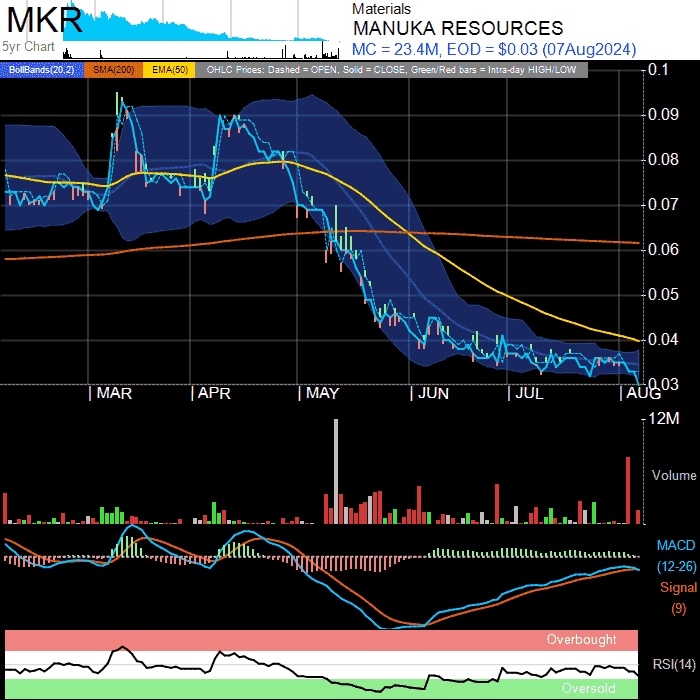 MKR
5yr Chart
Materials
MANUKA RESOURCES
MC = 23.4M, EOD = $0.03 (07Aug2024)
BollBands(20,2) SMA(200) EMA(50) OHLC Prices: Dashed = OPEN, Solid = CLOSE, Green/Red bars = Intra-day HIGH/LOW
0.1
0.09
0.08
0.07
0.06
0.05
0.04
0.03
MAR APR MAY JUN JUL AUG
12M
Volume
MACD
(12-26)
Signal
(9)
Overbought
RSI(14)
Oversold